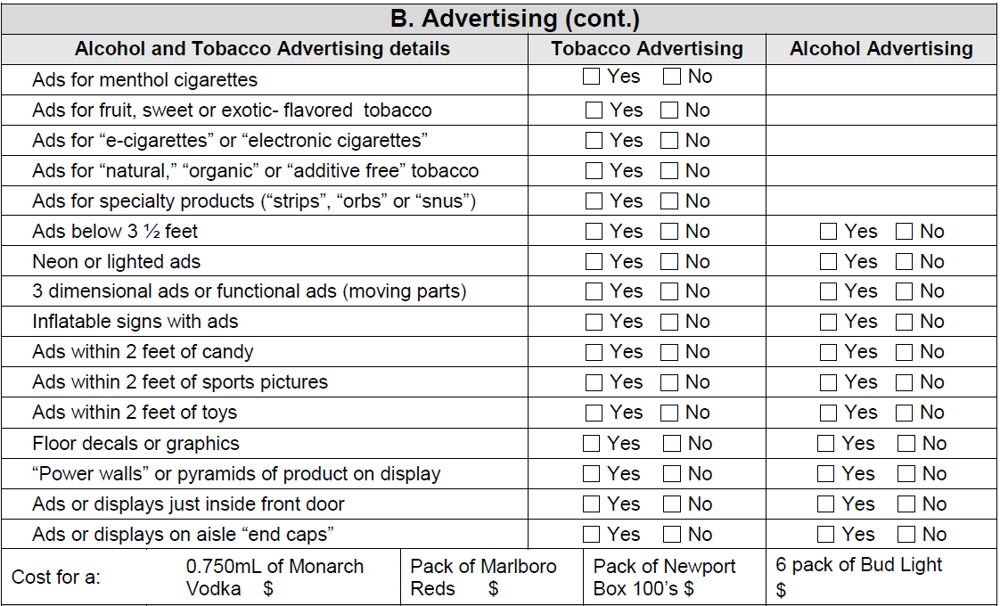 B. Advertising (cont.)
Alcohol and Tobacco Advertising details Tobacco Advertising Alcohol Advertising
Ads for menthol cigarettes Yes No
Ads for fruit, sweet or exotic- flavored tobacco Yes No
Ads for “e-cigarettes” or “electronic cigarettes” Yes No
Ads for “natural,” “organic” or “additive free” tobacco Yes No
Ads for specialty products (“strips”, “orbs” or “snus”) Yes No
Ads below 3 ½ feet Yes No Yes No
Neon or lighted ads Yes No Yes No
3 dimensional ads or functional ads (moving parts) Yes No Yes No
Inflatable signs with ads Yes No Yes No
Ads within 2 feet of candy Yes No Yes No
Ads within 2 feet of sports pictures Yes No Yes No
Ads within 2 feet of toys Yes No Yes No
Floor decals or graphics Yes No Yes No
“Power walls” or pyramids of product on display Yes No Yes No
Ads or displays just inside front door Yes No Yes No
Ads or displays on aisle “end caps” Yes No Yes No
Cost for a:
0.750mL of Monarch
Vodka $
Pack of Marlboro
Reds $
Pack of Newport
Box 100’s $
6 pack of Bud Light
$